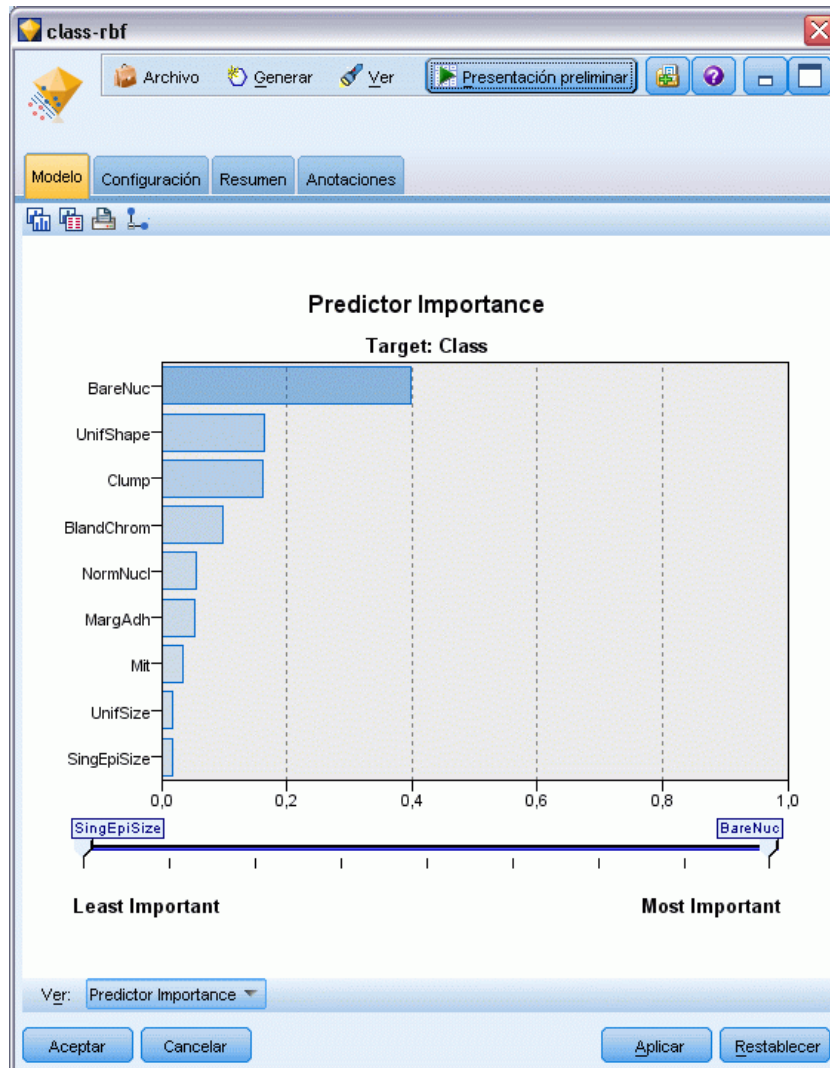 class-rbf
Archivo Generar Ver Presentación preliminar
Modelo Configuración Resumen Anotaciones
Predictor Importance
Target: Class
BareNuc
UnifShape
Clump
BlandChrom
NormNucl
MargAdh
Mit
UnifSize
SingEpiSize
0,0 0,2 0,4 0,6 0,8 1,0
SingEpiSize BareNuc
Least Important Most Important
Ver: Predictor Importance
Aceptar Cancelar Aplicar Restablecer